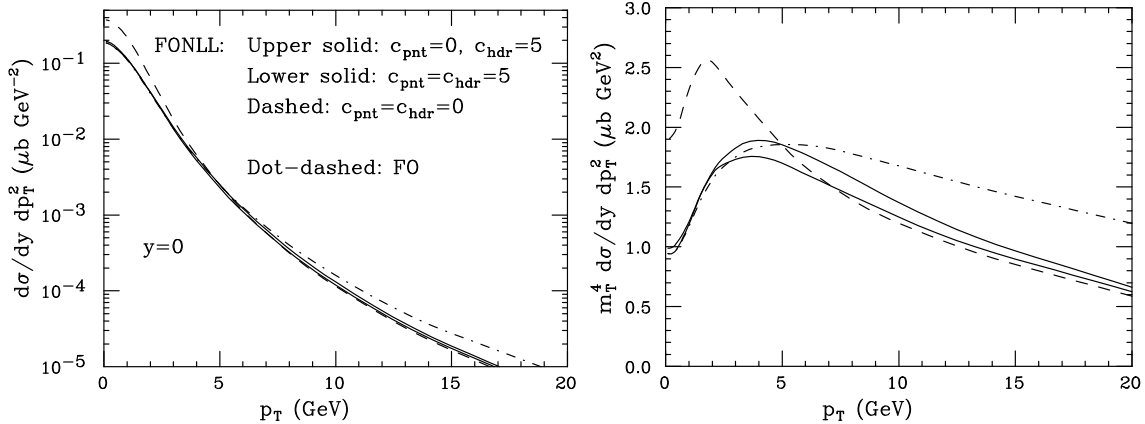 dσ/dy dp_T^2 (μb GeV^−2)
10^−1
10^−2
10^−3
10^−4
10^−5
FONLL: Upper solid: c_pnt=0, c_hdr=5
Lower solid: c_pnt=c_hdr=5
Dashed: c_pnt=c_hdr=0
Dot−dashed: FO
y=0
0 5 10 15 20
p_T (GeV)
m_T^4 dσ/dy dp_T^2 (μb GeV^2)
3.0
2.5
2.0
1.5
1.0
0.5
0.0
0 5 10 15 20
p_T (GeV)